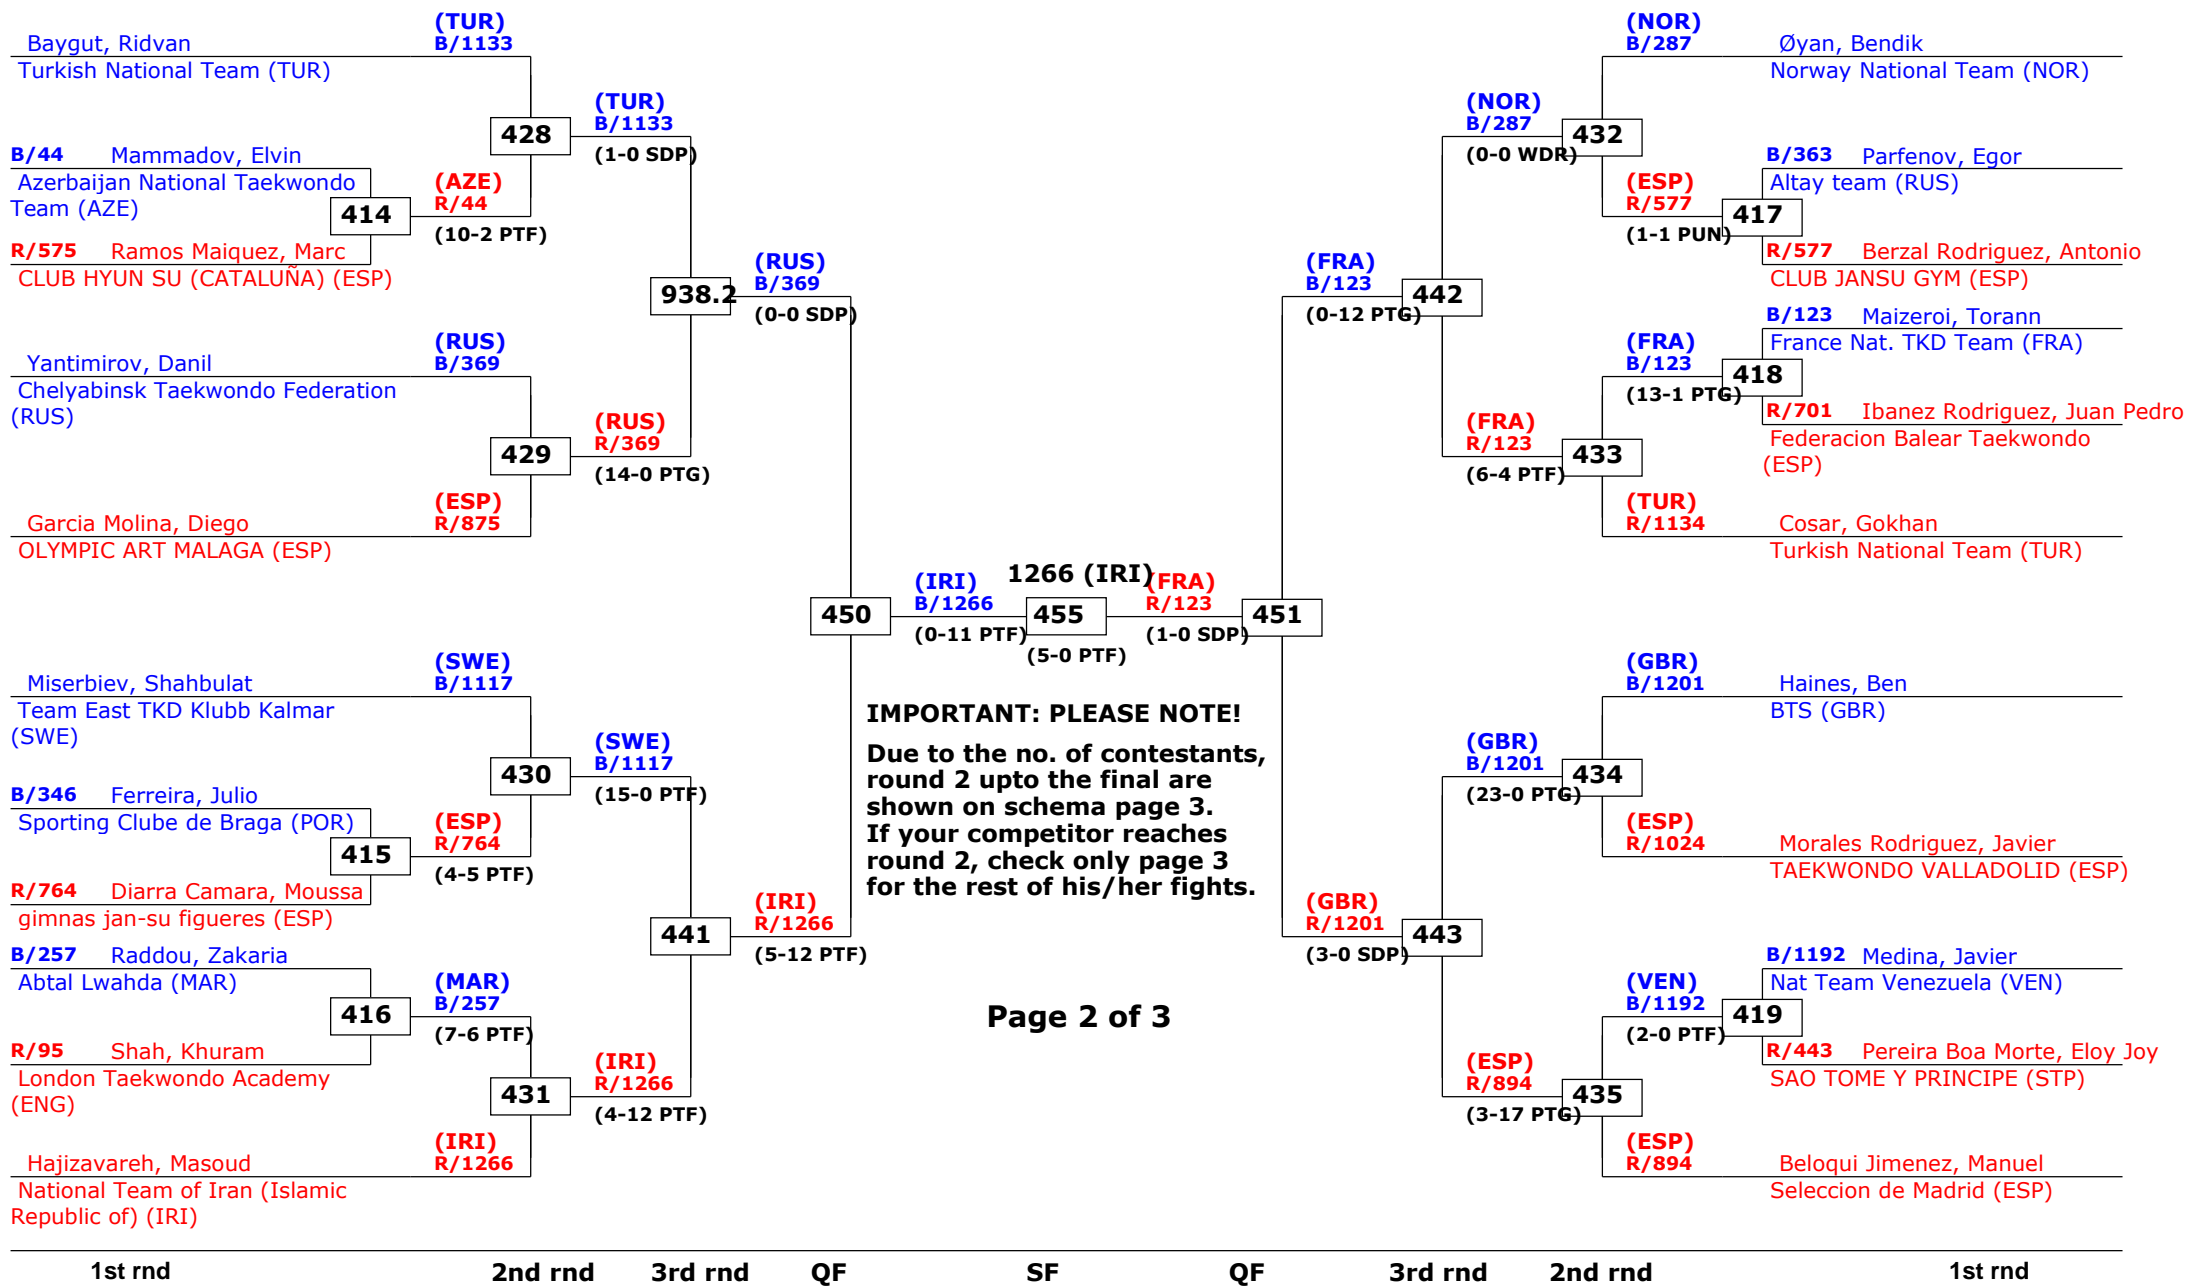 (TUR)
B/1133
Baygut, Ridvan
Turkish National Team (TUR)
428
(TUR)
B/1133
(1-0 SDP)
B/44 Mammadov, Elvin
Azerbaijan National Taekwondo
Team (AZE)
414
(AZE)
R/44
(10-2 PTF)
R/575 Ramos Maiquez, Marc
CLUB HYUN SU (CATALUÑA) (ESP)
938.2
(RUS)
B/369
(0-0 SDP)
(RUS)
B/369
Yantimirov, Danil
Chelyabinsk Taekwondo Federation
(RUS)
429
(RUS)
R/369
(14-0 PTG)
(ESP)
R/875
Garcia Molina, Diego
OLYMPIC ART MALAGA (ESP)
450
(IRI)
B/1266
(0-11 PTF)
1266 (IRI)
455
(5-0 PTF)
(FRA)
R/123
(1-0 SDP)
451
(SWE)
B/1117
Miserbiev, Shahbulat
Team East TKD Klubb Kalmar
(SWE)
430
(SWE)
B/1117
(15-0 PTF)
B/346 Ferreira, Julio
Sporting Clube de Braga (POR)
415
(ESP)
R/764
(4-5 PTF)
R/764 Diarra Camara, Moussa
gimnas jan-su figueres (ESP)
441
(IRI)
R/1266
(5-12 PTF)
B/257 Raddou, Zakaria
Abtal Lwahda (MAR)
416
(MAR)
B/257
(7-6 PTF)
R/95 Shah, Khuram
London Taekwondo Academy
(ENG)
431
(IRI)
R/1266
(4-12 PTF)
(IRI)
R/1266
Hajizavareh, Masoud
National Team of Iran (Islamic
Republic of) (IRI)
IMPORTANT: PLEASE NOTE!
Due to the no. of contestants,
round 2 upto the final are
shown on schema page 3.
If your competitor reaches
round 2, check only page 3
for the rest of his/her fights.
Page 2 of 3
(NOR)
B/287
Øyan, Bendik
Norway National Team (NOR)
(NOR)
B/287
(0-0 WDR)
432
B/363 Parfenov, Egor
Altay team (RUS)
(ESP)
R/577
(1-1 PUN)
417
R/577 Berzal Rodriguez, Antonio
CLUB JANSU GYM (ESP)
(FRA)
B/123
(0-12 PTG)
442
B/123 Maizeroi, Torann
France Nat. TKD Team (FRA)
(FRA)
B/123
(13-1 PTG)
418
R/701 Ibanez Rodriguez, Juan Pedro
Federacion Balear Taekwondo
(ESP)
(FRA)
R/123
(6-4 PTF)
433
(TUR)
R/1134
Cosar, Gokhan
Turkish National Team (TUR)
(GBR)
B/1201
Haines, Ben
BTS (GBR)
(GBR)
B/1201
(23-0 PTG)
434
(ESP)
R/1024
Morales Rodriguez, Javier
TAEKWONDO VALLADOLID (ESP)
(GBR)
R/1201
(3-0 SDP)
443
B/1192 Medina, Javier
Nat Team Venezuela (VEN)
(VEN)
B/1192
(2-0 PTF)
419
R/443 Pereira Boa Morte, Eloy Joy
SAO TOME Y PRINCIPE (STP)
(ESP)
R/894
(3-17 PTG)
435
(ESP)
R/894
Beloqui Jimenez, Manuel
Seleccion de Madrid (ESP)
1st rnd 2nd rnd 3rd rnd QF SF QF 3rd rnd 2nd rnd 1st rnd